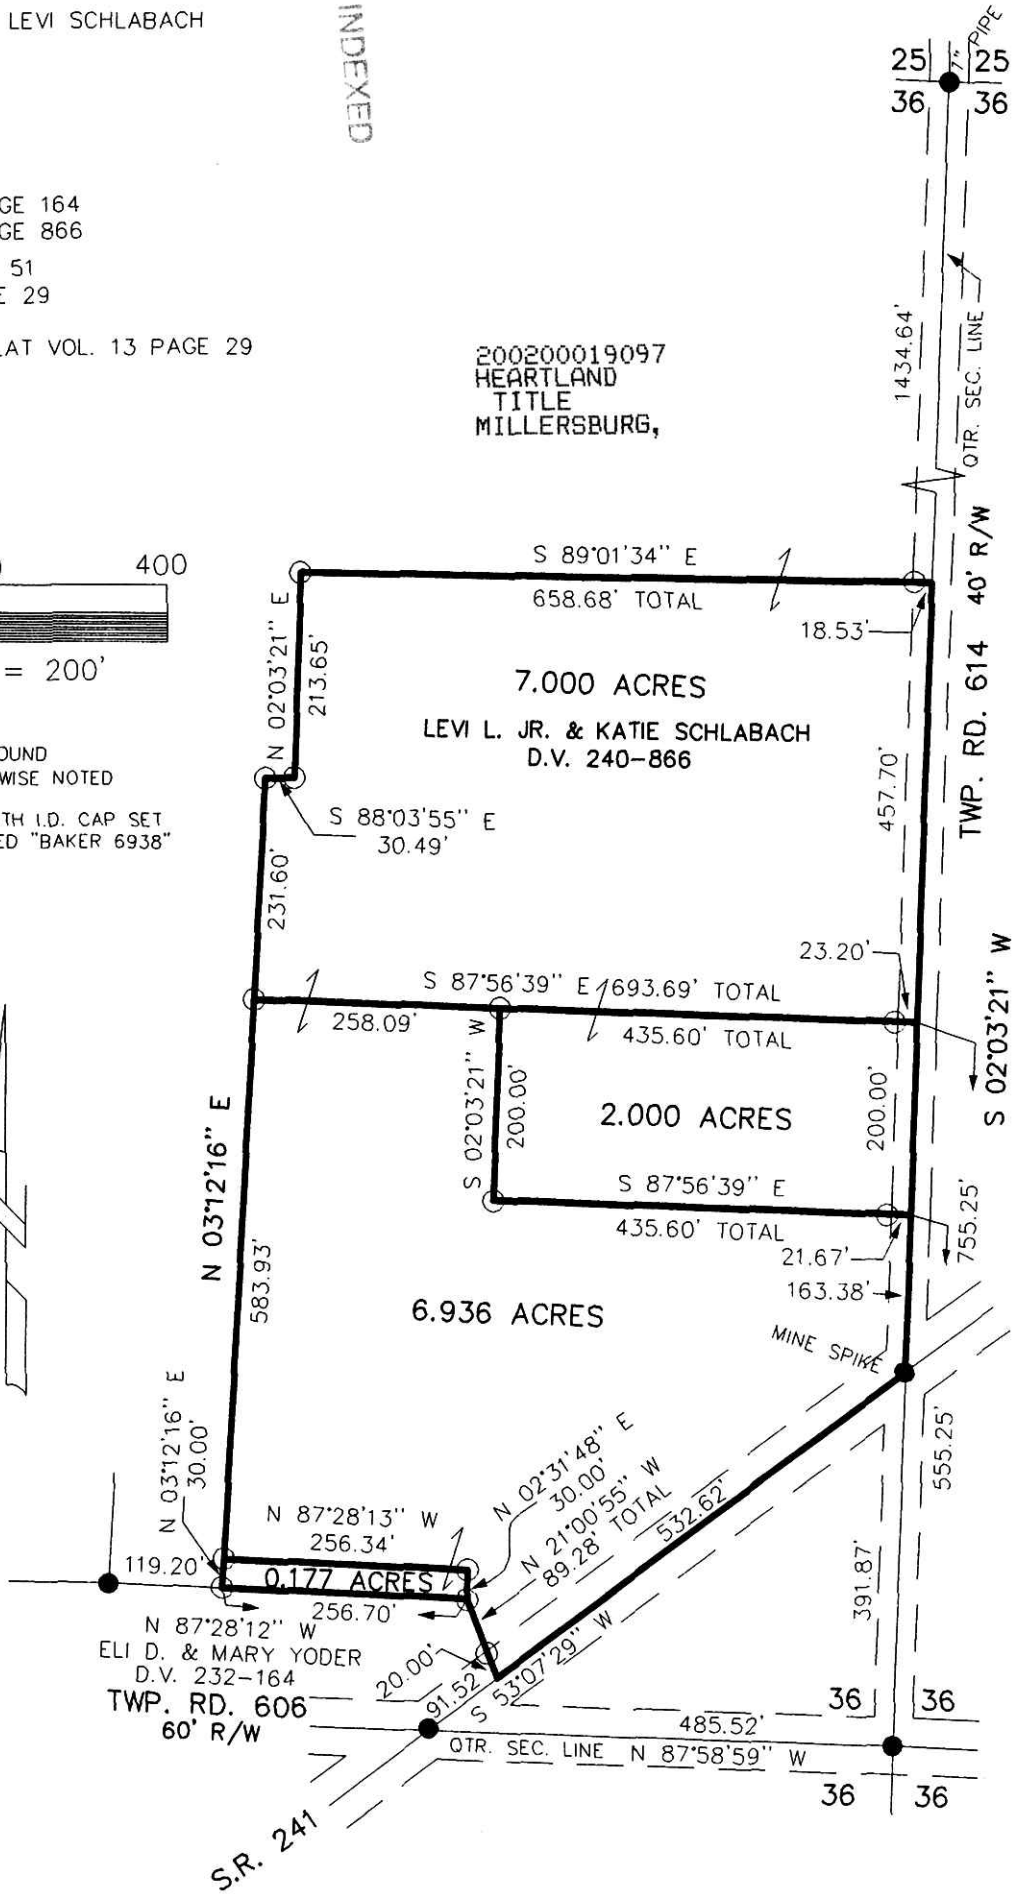 LEVI SCHLABACH
INDEXED
GE 164
GE 866
51
E 29
LAT VOL. 13 PAGE 29
200200019097
HEARTLAND
TITLE
MILLERSBURG,
1" PIPE
25 25
36 36
1434.64'
QTR. SEC. LINE
TWP. RD. 614 40' R/W
400
= 200'
OUND
WISE NOTED
TH I.D. CAP SET
ED "BAKER 6938"
S 89°01'34" E
658.68' TOTAL
18.53'
N 02°03'21" E
213.65'
7.000 ACRES
LEVI L. JR. & KATIE SCHLABACH
D.V. 240-866
S 88°03'55" E
30.49'
457.70'
231.60'
23.20'
S 02°03'21" W
S 87°56'39" E 693.69' TOTAL
258.09'
435.60' TOTAL
S 02°03'21" W
200.00'
2.000 ACRES
200.00'
S 87°56'39" E
435.60' TOTAL
755.25'
21.67'
163.38'
N 03°12'16" E
583.93'
6.936 ACRES
MINE SPIKE
N 03°12'16" E
30.00'
N 02°31'48" E
30.00'
N 21°00'55" W
89.28' TOTAL
532.62'
555.25'
N 87°28'13" W
256.34'
119.20'
0.177 ACRES
256.70'
391.87'
N 87°28'12" W
ELI D. & MARY YODER
D.V. 232-164
TWP. RD. 606
60' R/W
20.00'
91.52'
S 53°07'29" W
36 36
485.52'
QTR. SEC. LINE N 87°58'59" W
36 36
S.R. 241